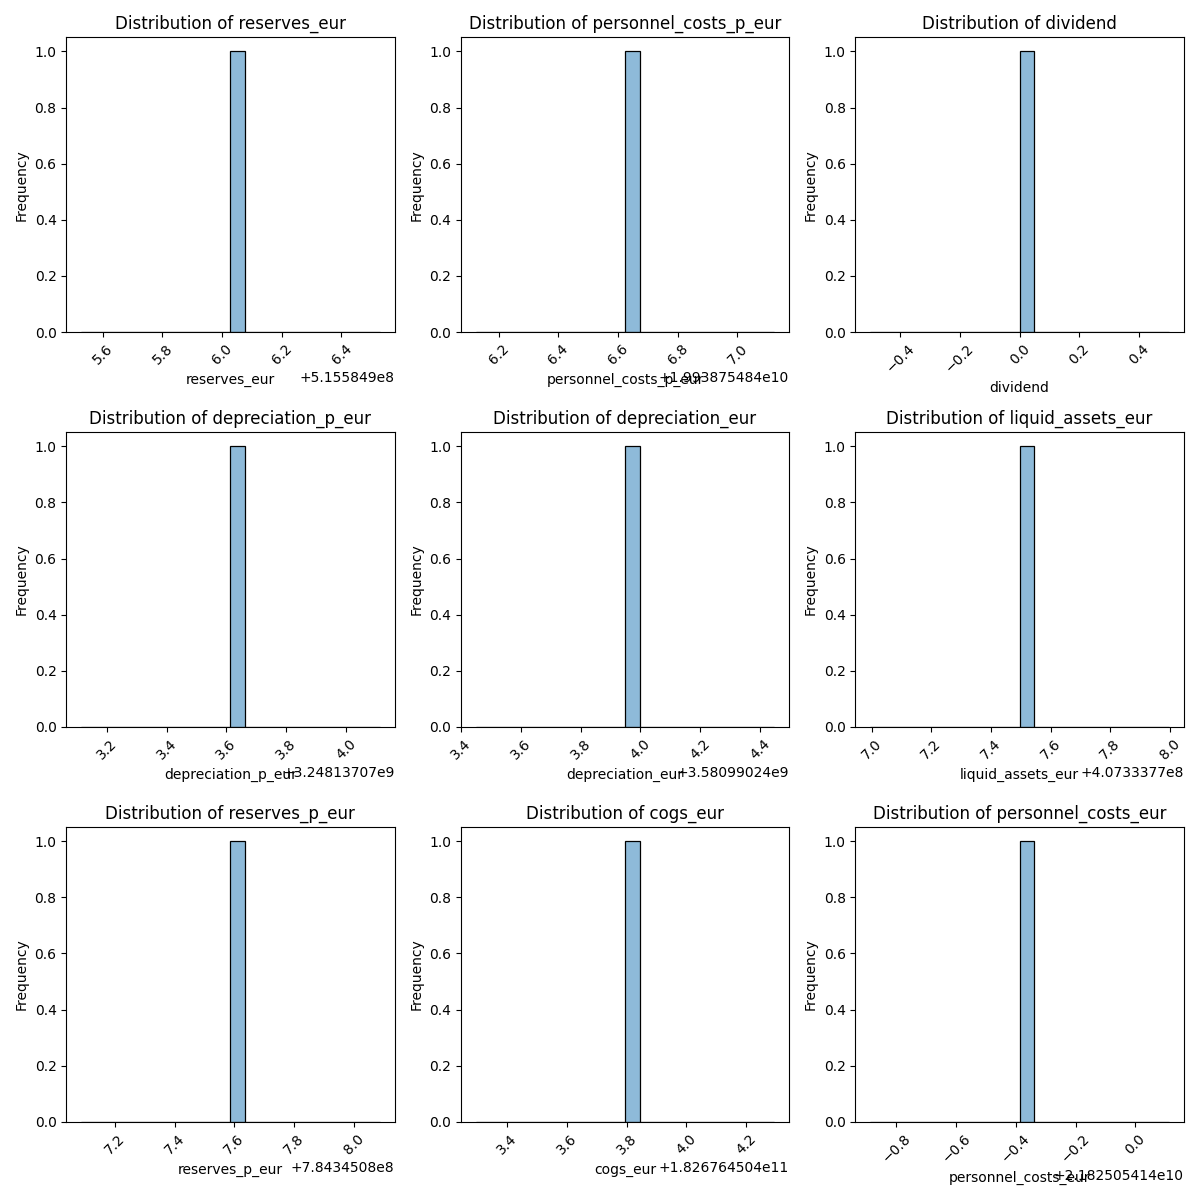 Distribution of reserves_eur
Distribution of personnel_costs_p_eur
Distribution of dividend
Frequency
1.0
0.8
0.6
0.4
0.2
0.0
5.6
5.8
6.0
6.2
6.4
reserves_eur
+5.155849e8
Frequency
1.0
0.8
0.6
0.4
0.2
0.0
6.2
6.4
6.6
6.8
7.0
personnel_costs_p_eur
+1.993875484e10
Frequency
1.0
0.8
0.6
0.4
0.2
0.0
−0.4
−0.2
0.0
0.2
0.4
dividend
Distribution of depreciation_p_eur
Distribution of depreciation_eur
Distribution of liquid_assets_eur
Frequency
1.0
0.8
0.6
0.4
0.2
0.0
3.2
3.4
3.6
3.8
4.0
depreciation_p_eur
+3.24813707e9
Frequency
1.0
0.8
0.6
0.4
0.2
0.0
3.4
3.6
3.8
4.0
4.2
4.4
depreciation_eur
+3.58099024e9
Frequency
1.0
0.8
0.6
0.4
0.2
0.0
7.0
7.2
7.4
7.6
7.8
8.0
liquid_assets_eur
+4.0733377e8
Distribution of reserves_p_eur
Distribution of cogs_eur
Distribution of personnel_costs_eur
Frequency
1.0
0.8
0.6
0.4
0.2
0.0
7.2
7.4
7.6
7.8
8.0
reserves_p_eur
+7.8434508e8
Frequency
1.0
0.8
0.6
0.4
0.2
0.0
3.4
3.6
3.8
4.0
4.2
cogs_eur
+1.826764504e11
Frequency
1.0
0.8
0.6
0.4
0.2
0.0
−0.8
−0.6
−0.4
−0.2
0.0
personnel_costs_eur
+2.182505414e10